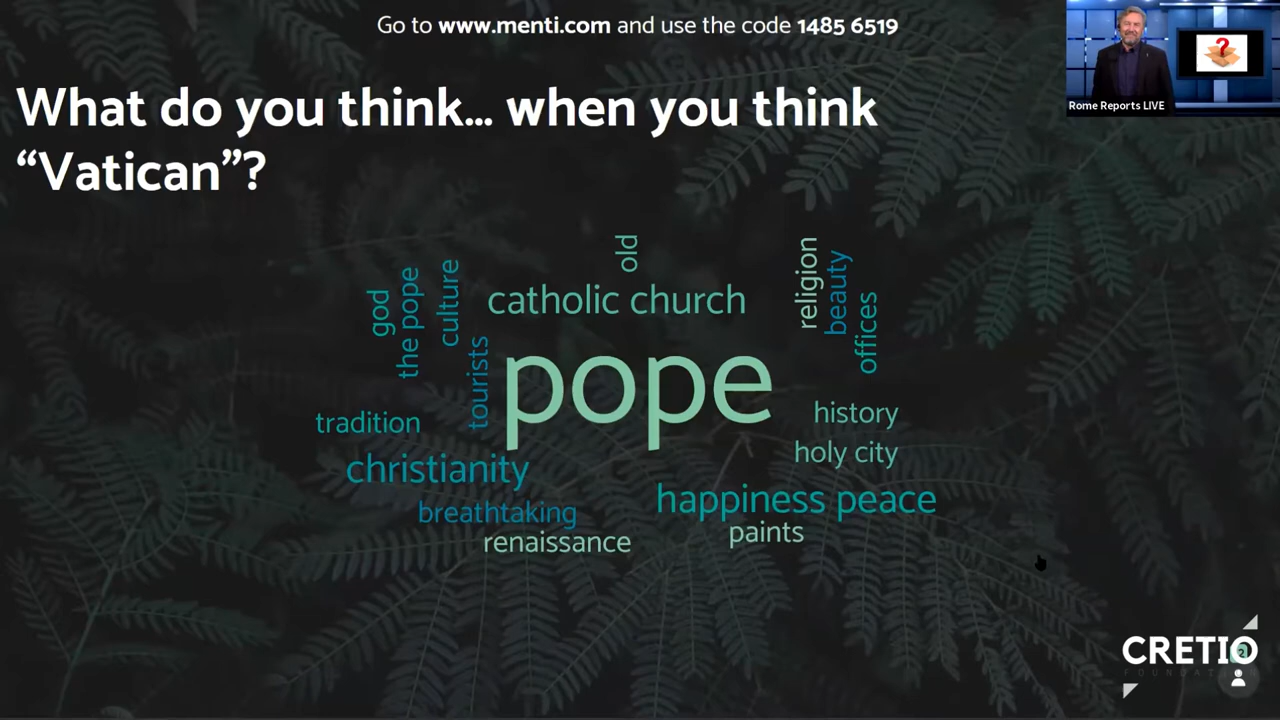 Go to www.menti.com and use the code 1485 6519
Rome Reports LIVE
What do you think... when you think
“Vatican”?
old
religion
beauty
offices
god
the pope
culture
tourists
catholic church
pope
tradition
history
holy city
christianity
happiness peace
breathtaking
paints
renaissance
CRETIO
FOUNDATION